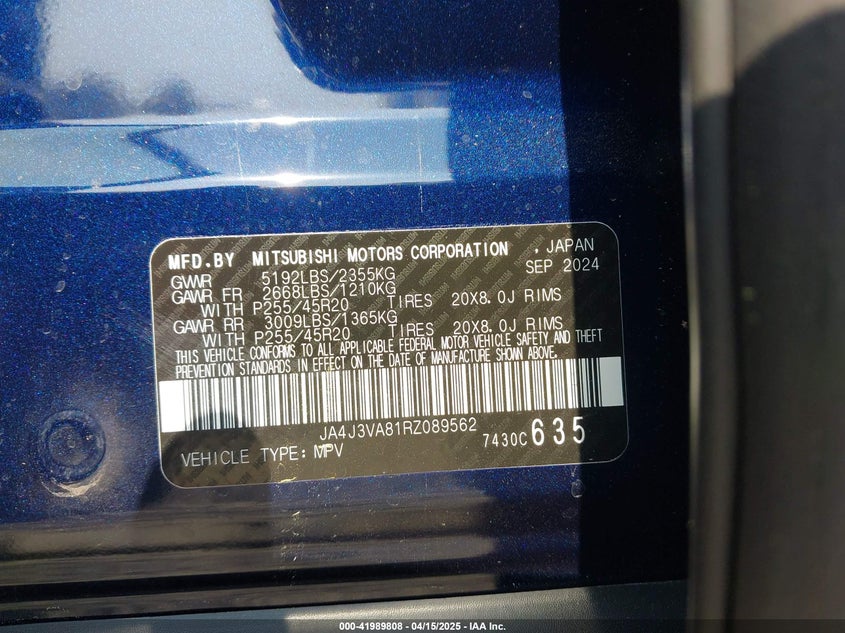 MFD.BY MITSUBISHI MOTORS CORPORATION , JAPAN
GVWR 5192LBS/2355KG SEP 2024
GAWR FR 2668LBS/1210KG
WITH P255/45R20 TIRES 20X8.0J RIMS
GAWR RR 3009LBS/1365KG
WITH P255/45R20 TIRES 20X8.0J RIMS
THIS VEHICLE CONFORMS TO ALL APPLICABLE FEDERAL MOTOR VEHICLE SAFETY AND THEFT
PREVENTION STANDARDS IN EFFECT ON THE DATE OF MANUFACTURE SHOWN ABOVE.
JA4J3VA81RZ089562
7430C 635
VEHICLE TYPE: MPV
000-41989808 - 04/15/2025 - IAA Inc.